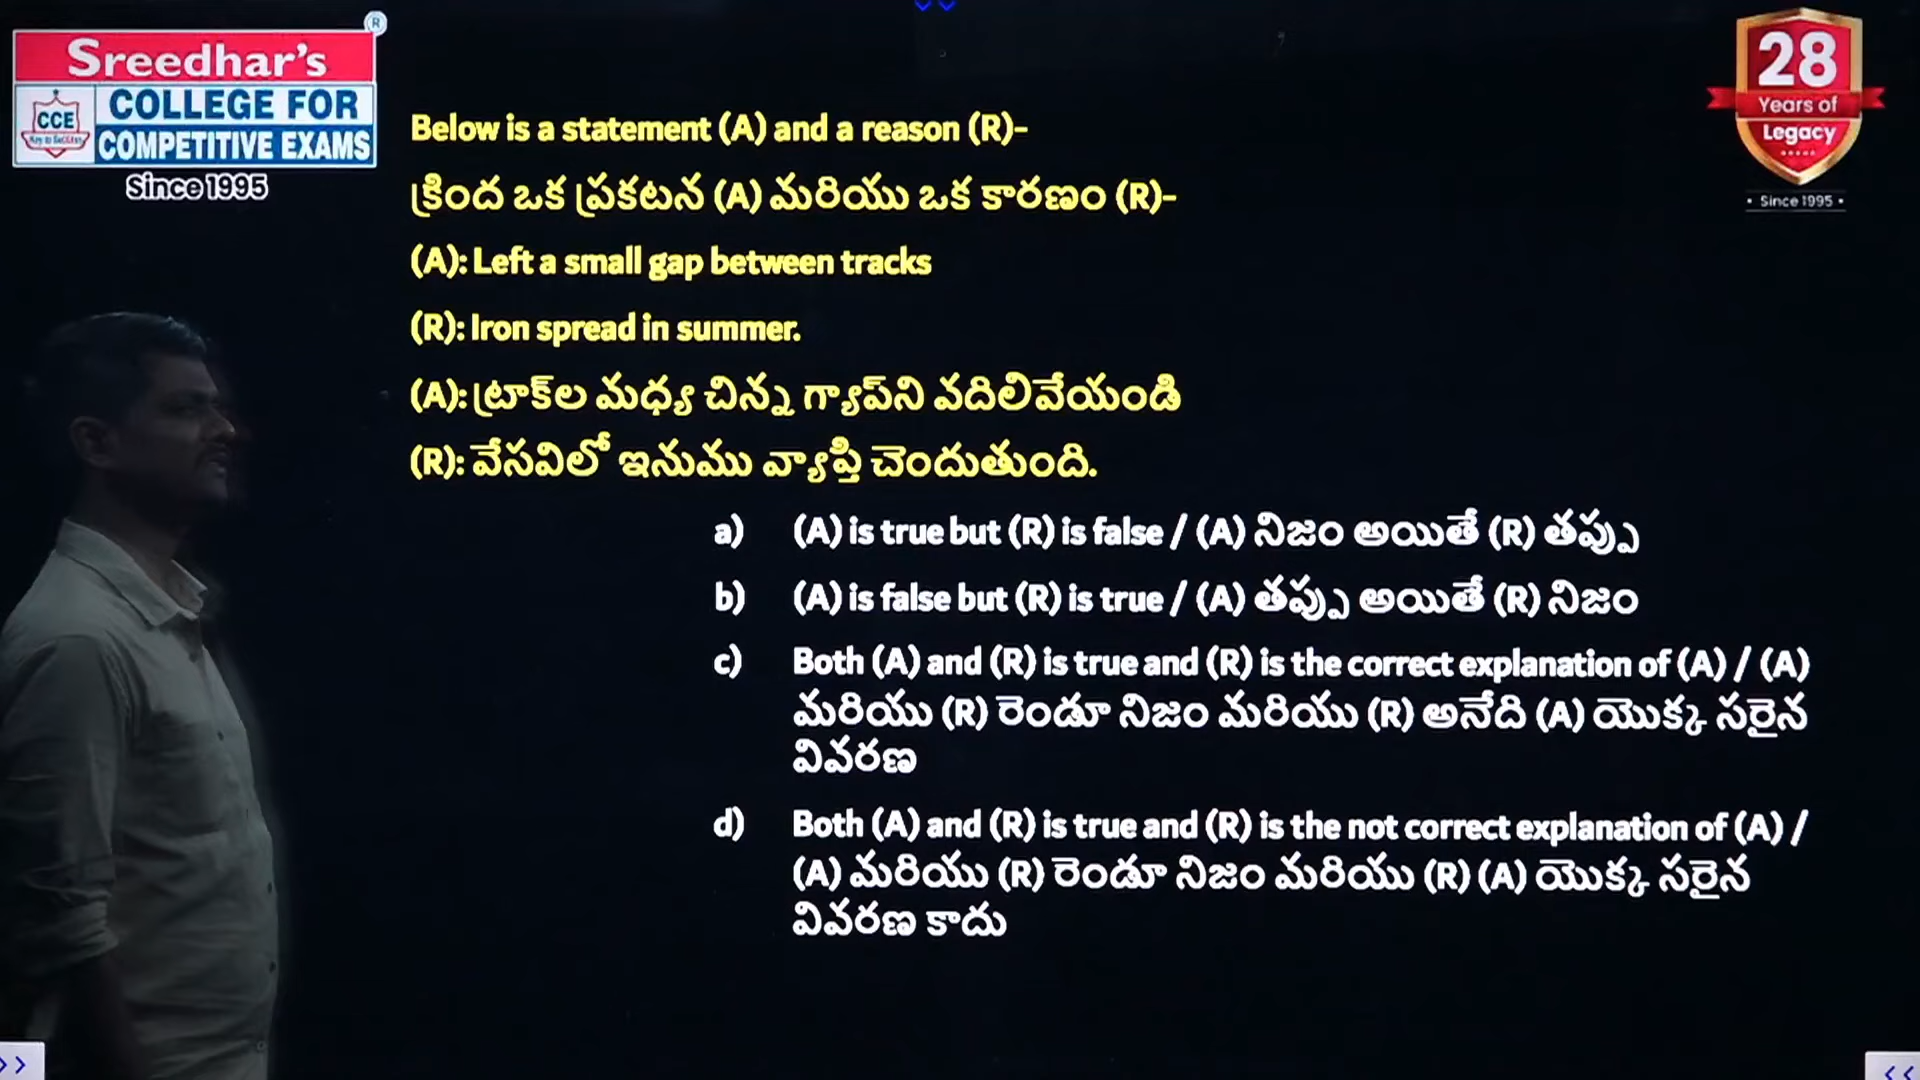 ®
Sreedhar's
CCE
COLLEGE FOR
COMPETITIVE EXAMS
Since 1995
28
Years of
Legacy
• Since 1995 •
Below is a statement (A) and a reason (R)-
క్రింద ఒక ప్రకటన (A) మరియు ఒక కారణం (R)-
(A): Left a small gap between tracks
(R): Iron spread in summer.
(A): ట్రాక్‌ల మధ్య చిన్న గ్యాప్‌ని వదిలివేయండి
(R): వేసవిలో ఇనుము వ్యాప్తి చెందుతుంది.
a) (A) is true but (R) is false / (A) నిజం అయితే (R) తప్పు
b) (A) is false but (R) is true / (A) తప్పు అయితే (R) నిజం
c) Both (A) and (R) is true and (R) is the correct explanation of (A) / (A)
మరియు (R) రెండూ నిజం మరియు (R) అనేది (A) యొక్క సరైన
వివరణ
d) Both (A) and (R) is true and (R) is the not correct explanation of (A) /
(A) మరియు (R) రెండూ నిజం మరియు (R) (A) యొక్క సరైన
వివరణ కాదు